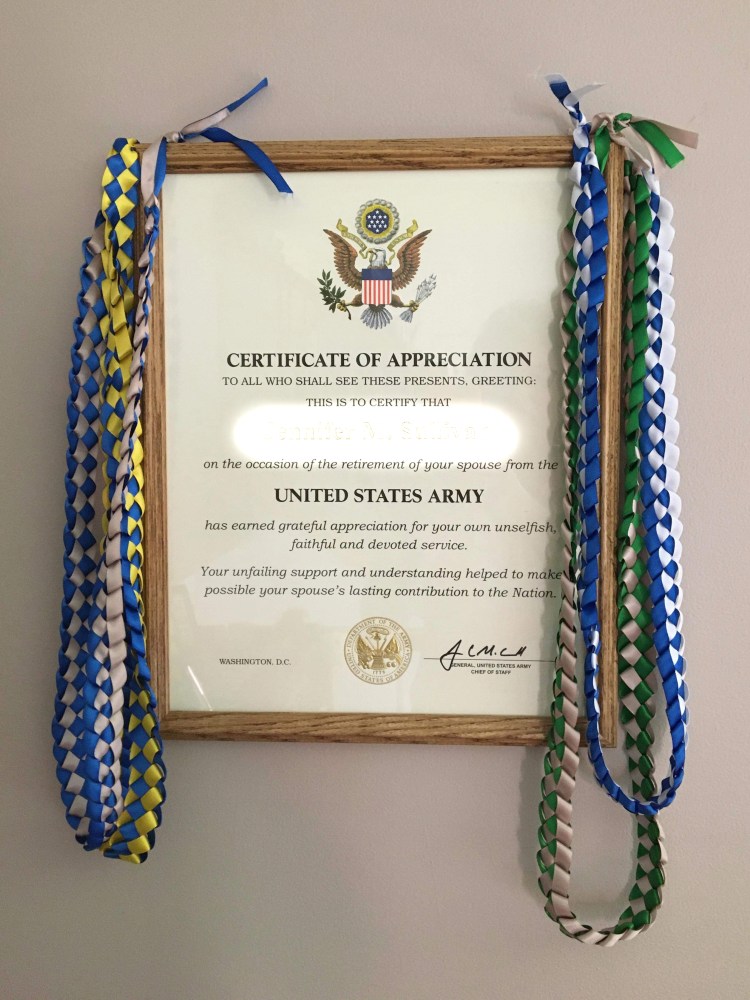 CERTIFICATE OF APPRECIATION
TO ALL WHO SHALL SEE THESE PRESENTS, GREETING:
THIS IS TO CERTIFY THAT
on the occasion of the retirement of your spouse from the
UNITED STATES ARMY
has earned grateful appreciation for your own unselfish,
faithful and devoted service.
Your unfailing support and understanding helped to make
possible your spouse's lasting contribution to the Nation.
WASHINGTON, D.C.
GENERAL, UNITED STATES ARMY
CHIEF OF STAFF